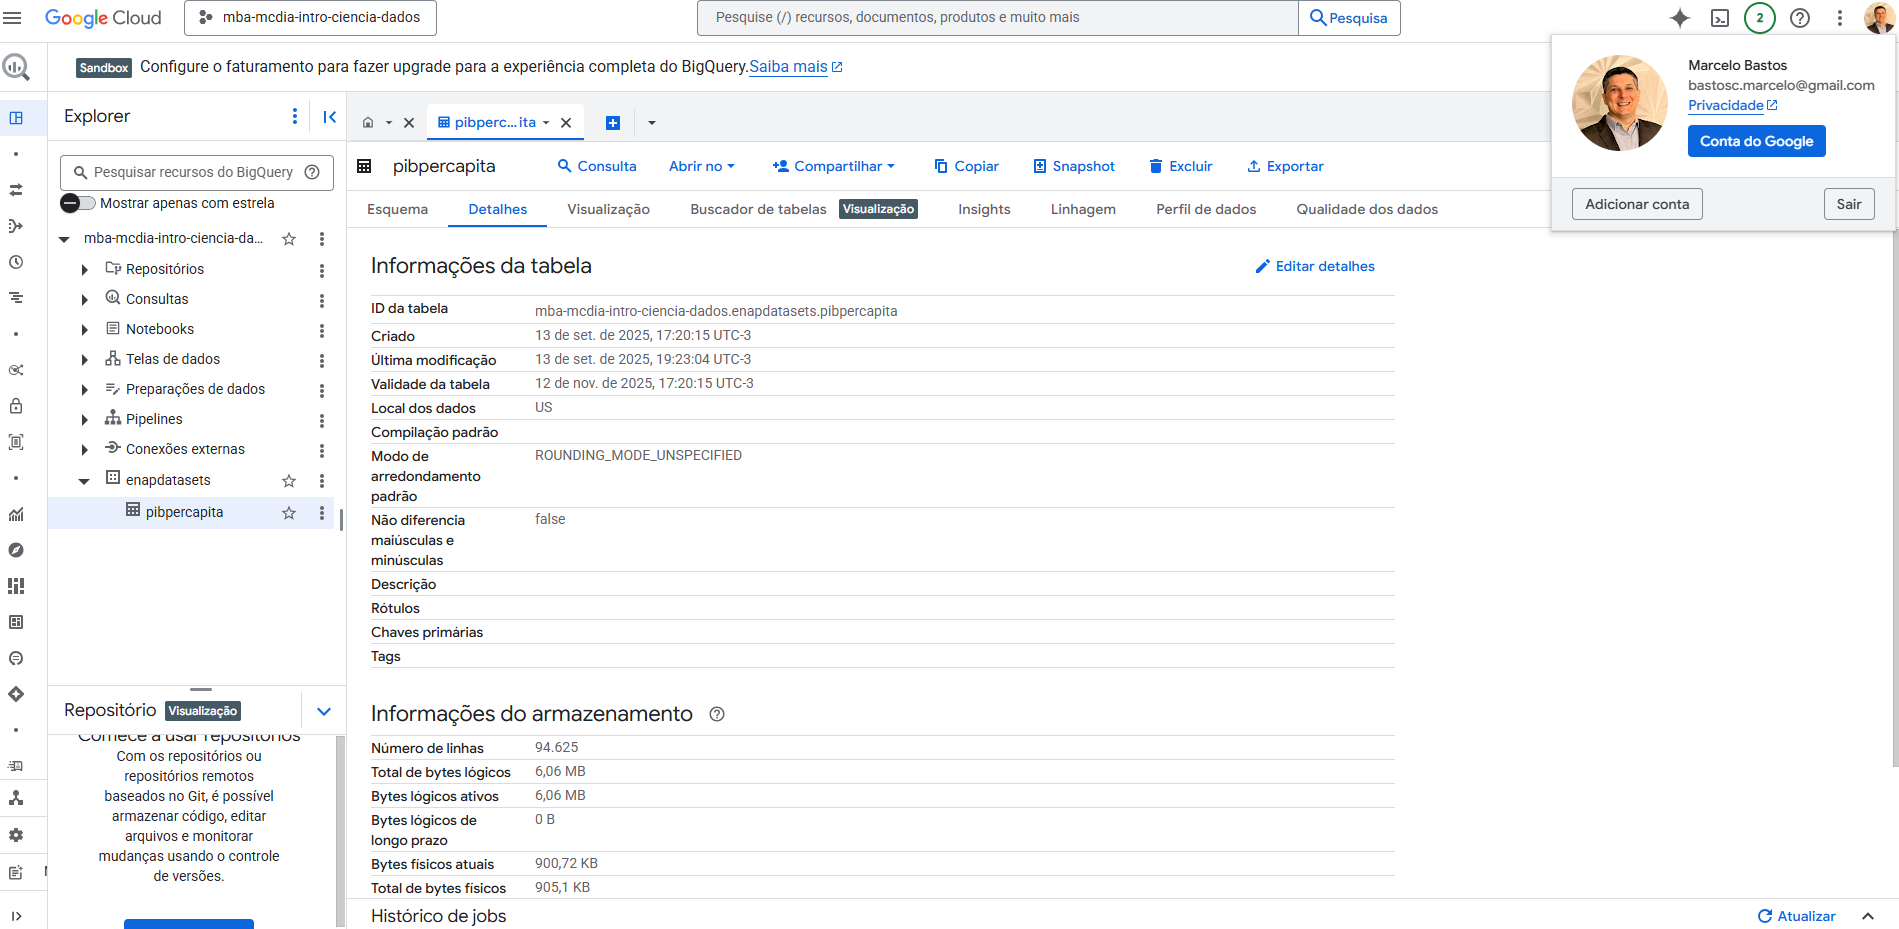 Google Cloud
mba-mcdia-intro-ciencia-dados
Pesquise (/) recursos, documentos, produtos e muito mais
Pesquisa
2
Sandbox Configure o faturamento para fazer upgrade para a experiência completa do BigQuery. Saiba mais
Marcelo Bastos
bastosc.marcelo@gmail.com
Privacidade
Conta do Google
Adicionar conta
Sair
Explorer
Pesquisar recursos do BigQuery
Mostrar apenas com estrela
mba-mcdia-intro-ciencia-da...
Repositórios
Consultas
Notebooks
Telas de dados
Preparações de dados
Pipelines
Conexões externas
enapdatasets
pibpercapita
Repositório Visualização
Comece a usar repositórios
Com os repositórios ou
repositórios remotos
baseados no Git, é possível
armazenar código, editar
arquivos e monitorar
mudanças usando o controle
de versões.
pibperc...ita
pibpercapita
Consulta
Abrir no
Compartilhar
Copiar
Snapshot
Excluir
Exportar
Esquema
Detalhes
Visualização
Buscador de tabelas Visualização
Insights
Linhagem
Perfil de dados
Qualidade dos dados
Informações da tabela
Editar detalhes
ID da tabela mba-mcdia-intro-ciencia-dados.enapdatasets.pibpercapita
Criado 13 de set. de 2025, 17:20:15 UTC-3
Última modificação 13 de set. de 2025, 19:23:04 UTC-3
Validade da tabela 12 de nov. de 2025, 17:20:15 UTC-3
Local dos dados US
Compilação padrão
Modo de ROUNDING_MODE_UNSPECIFIED
arredondamento
padrão
Não diferencia false
maiúsculas e
minúsculas
Descrição
Rótulos
Chaves primárias
Tags
Informações do armazenamento
Número de linhas 94.625
Total de bytes lógicos 6,06 MB
Bytes lógicos ativos 6,06 MB
Bytes lógicos de 0 B
longo prazo
Bytes físicos atuais 900,72 KB
Total de bytes físicos 905,1 KB
Histórico de jobs
Atualizar